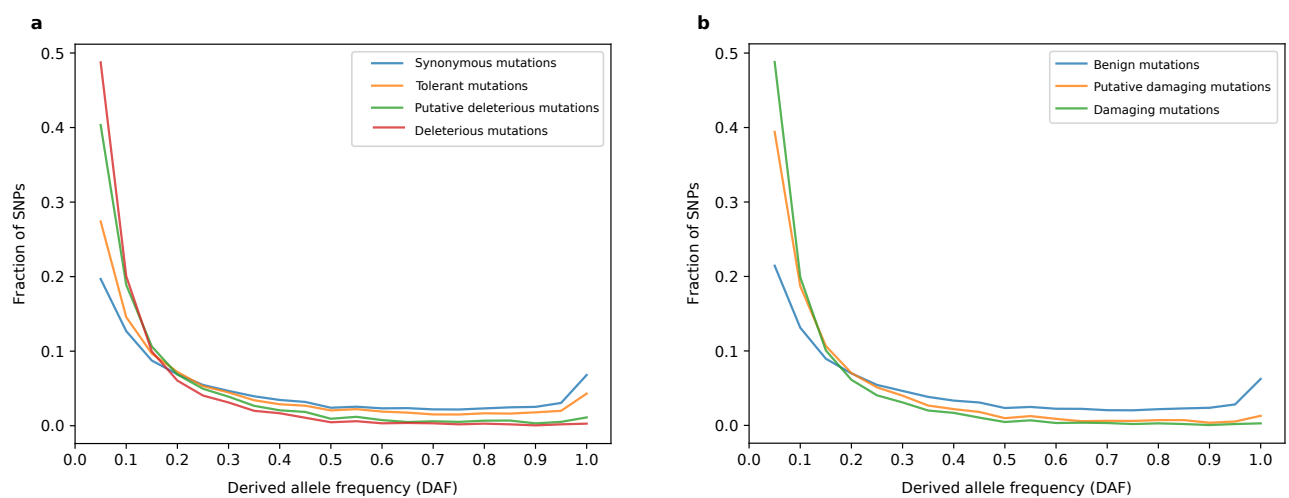 a
0.5
0.4
0.3
0.2
0.1
0.0
Fraction of SNPs
Synonymous mutations
Tolerant mutations
Putative deleterious mutations
Deleterious mutations
0.0 0.1 0.2 0.3 0.4 0.5 0.6 0.7 0.8 0.9 1.0
Derived allele frequency (DAF)
b
0.5
0.4
0.3
0.2
0.1
0.0
Fraction of SNPs
Benign mutations
Putative damaging mutations
Damaging mutations
0.0 0.1 0.2 0.3 0.4 0.5 0.6 0.7 0.8 0.9 1.0
Derived allele frequency (DAF)